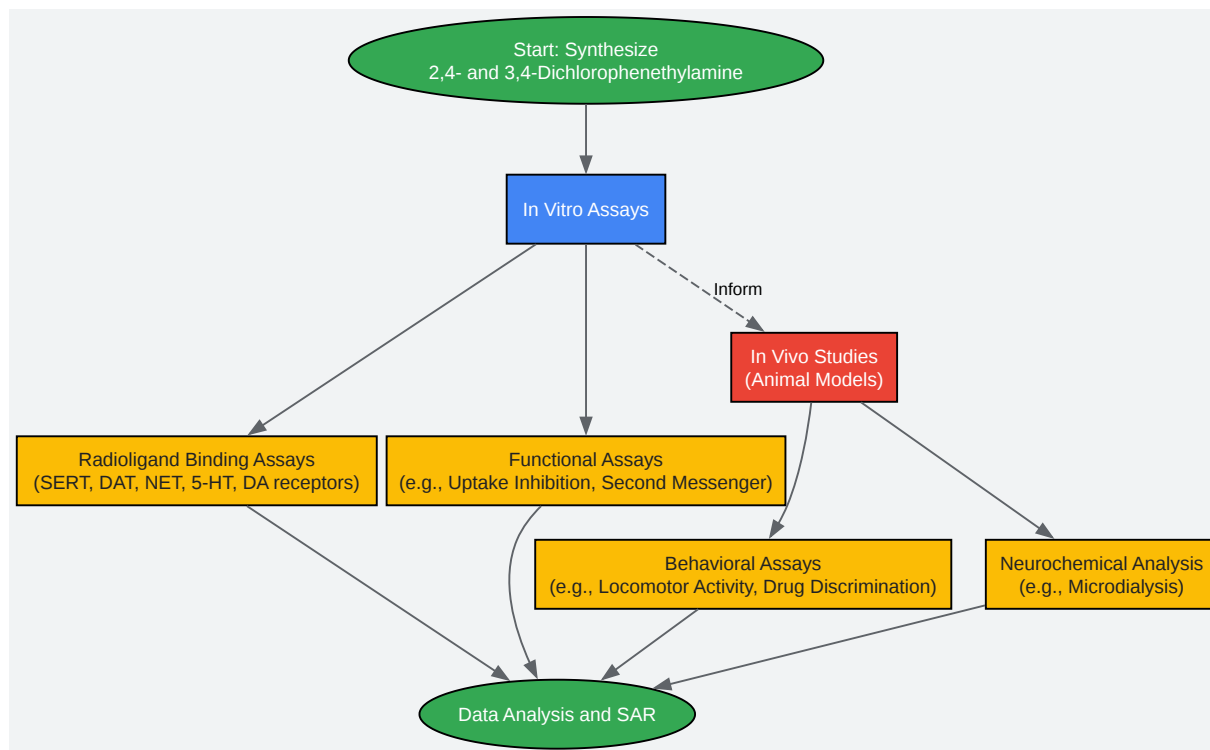 Start: Synthesize
2,4- and 3,4-Dichlorophenethylamine
In Vitro Assays
Inform
In Vivo Studies
(Animal Models)
Radioligand Binding Assays
(SERT, DAT, NET, 5-HT, DA receptors)
Functional Assays
(e.g., Uptake Inhibition, Second Messenger)
Behavioral Assays
(e.g., Locomotor Activity, Drug Discrimination)
Neurochemical Analysis
(e.g., Microdialysis)
Data Analysis and SAR